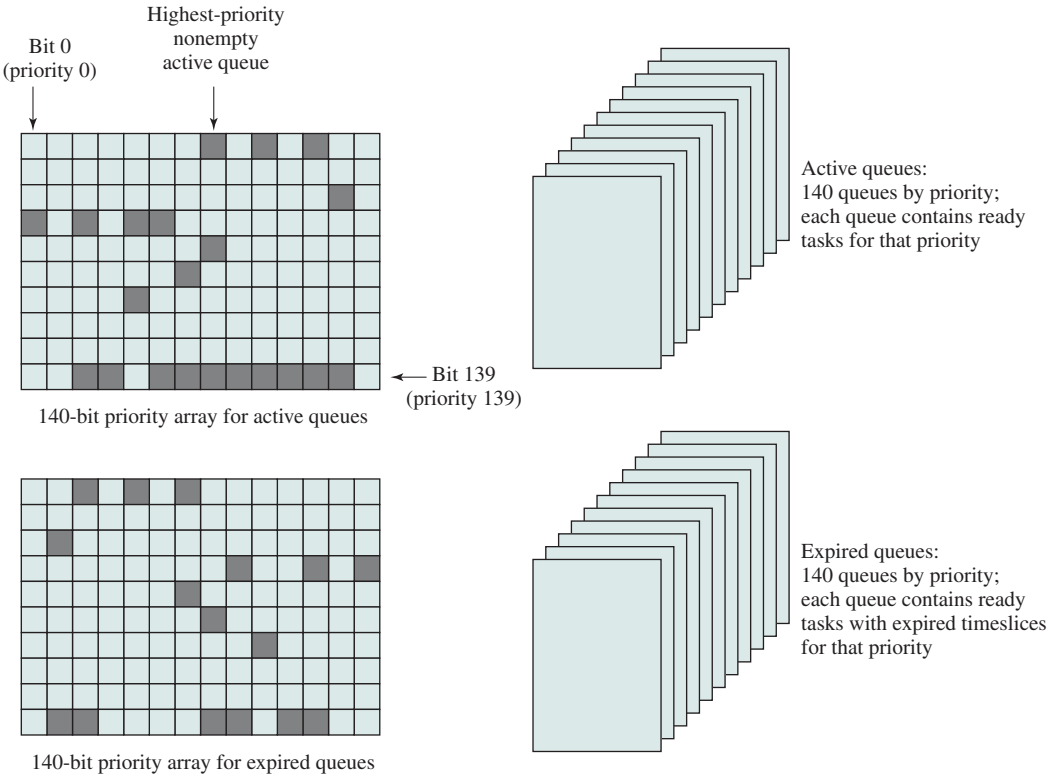 Highest-priority
nonempty
active queue
Bit 0
(priority 0)
Active queues:
140 queues by priority;
each queue contains ready
tasks for that priority
Bit 139
(priority 139)
140-bit priority array for active queues
Expired queues:
140 queues by priority;
each queue contains ready
tasks with expired timeslices
for that priority
140-bit priority array for expired queues